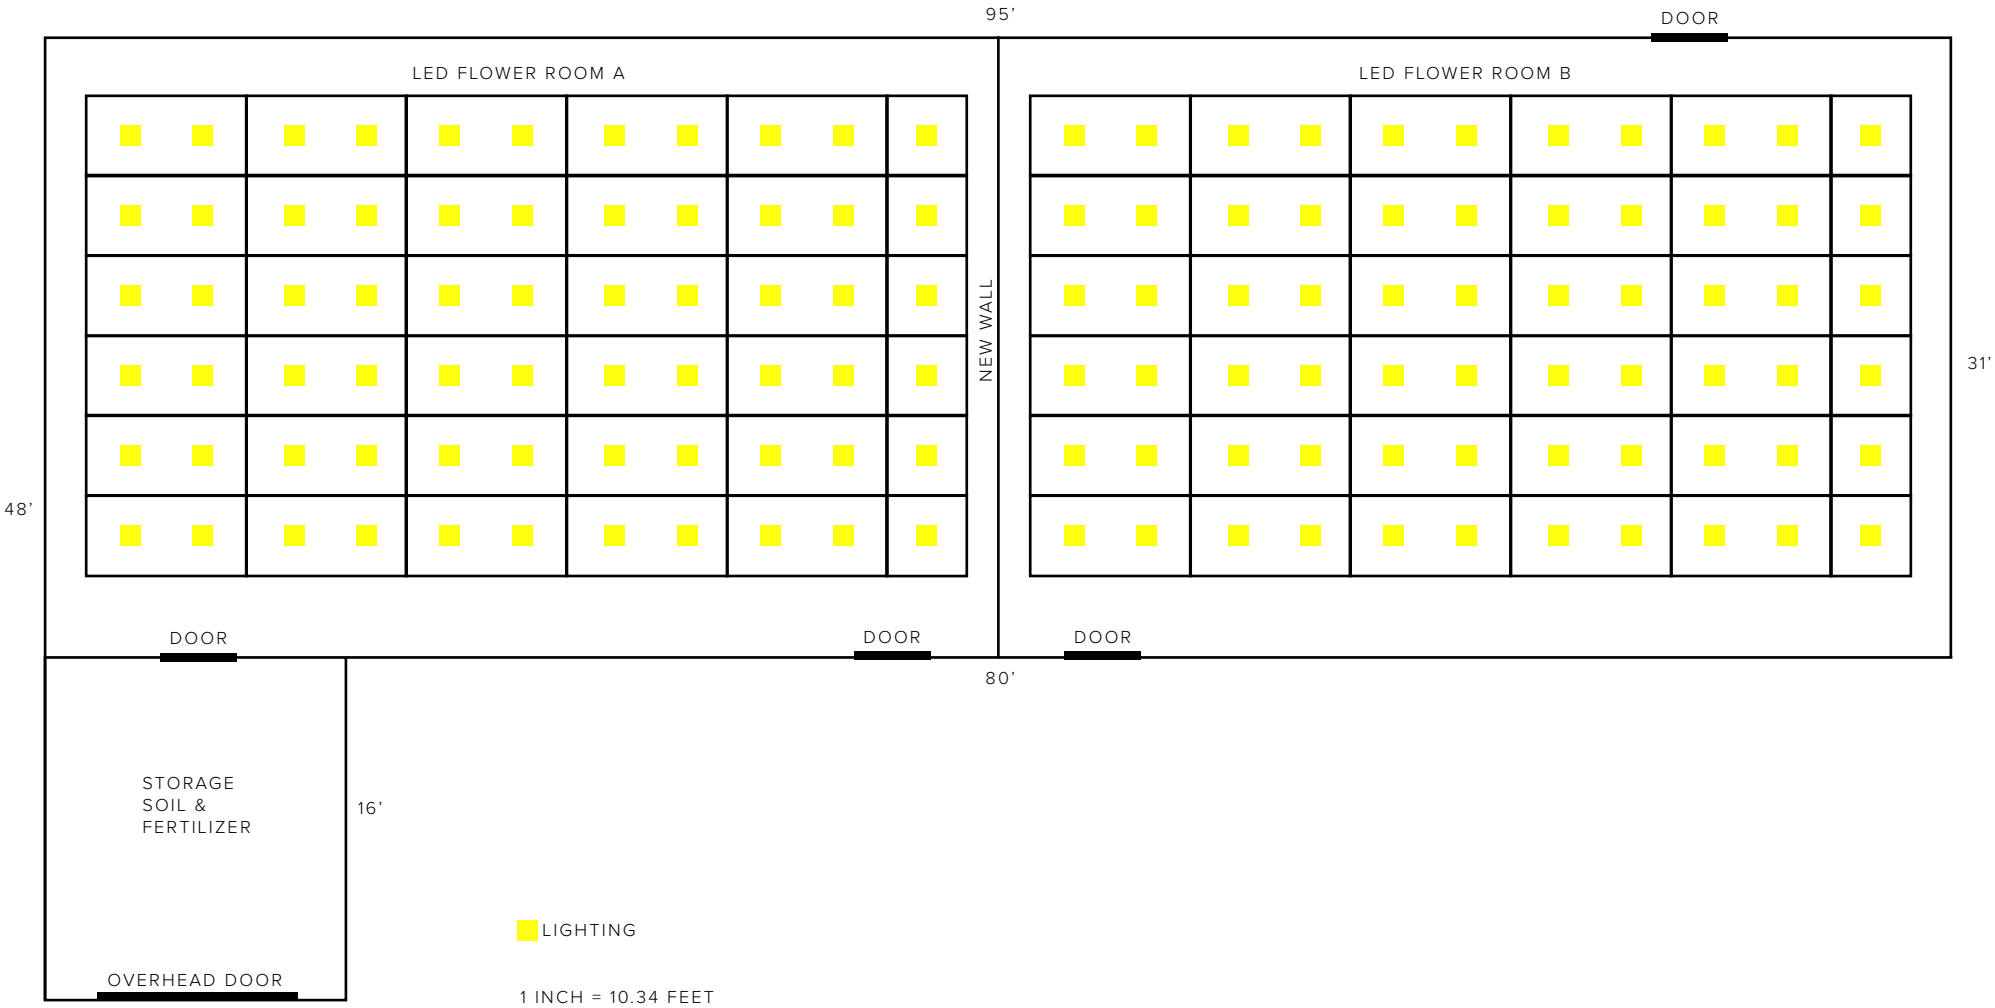 95’
DOOR
LED FLOWER ROOM A
LED FLOWER ROOM B
NEW WALL
31’
48’
DOOR
DOOR
DOOR
80’
STORAGE
SOIL &
FERTILIZER
16’
LIGHTING
OVERHEAD DOOR
1 INCH = 10.34 FEET